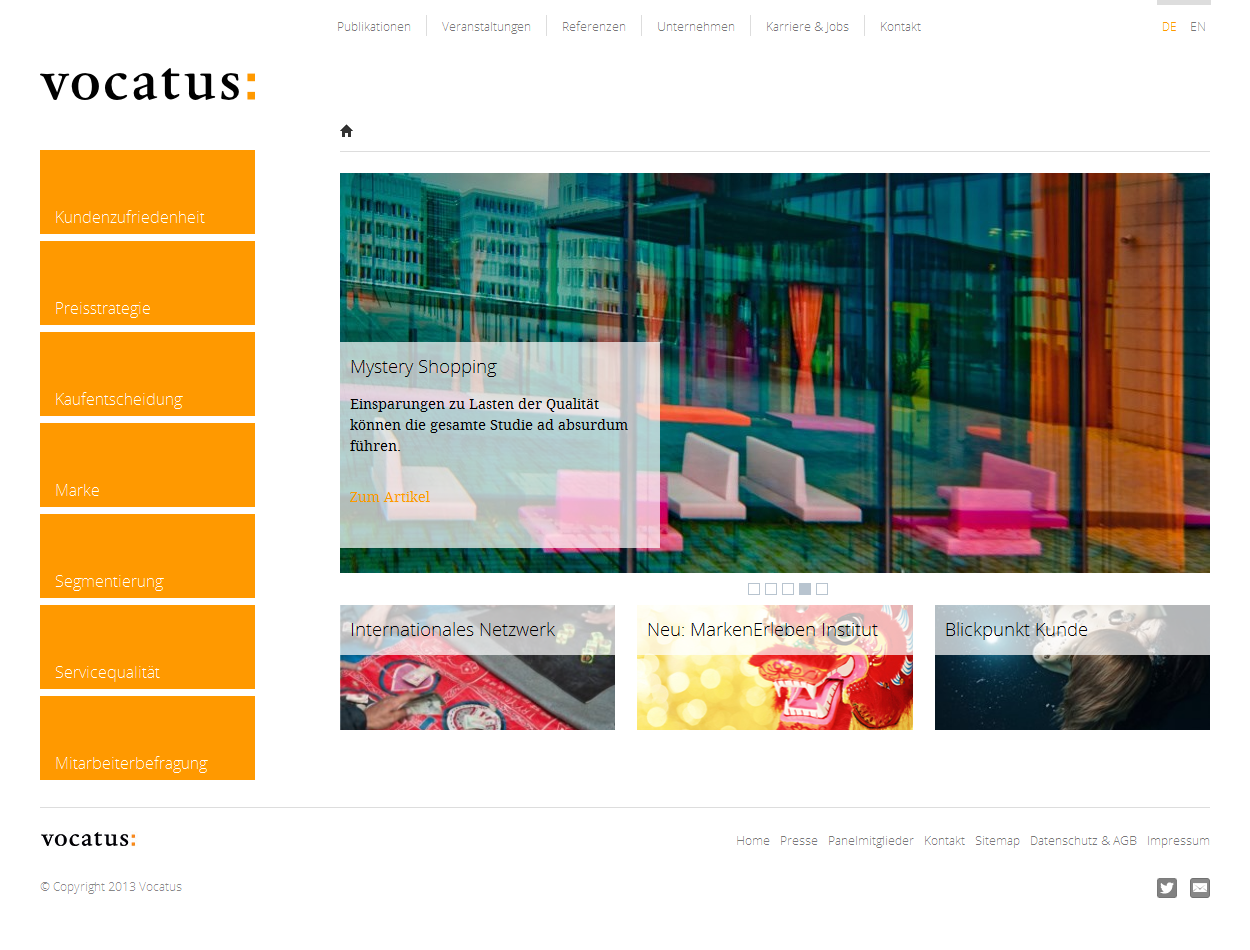 Publikationen
Veranstaltungen
Referenzen
Unternehmen
Karriere & Jobs
Kontakt
DE
EN
vocatus:
Kundenzufriedenheit
Preisstrategie
Kaufentscheidung
Marke
Segmentierung
Servicequalität
Mitarbeiterbefragung
Mystery Shopping
Einsparungen zu Lasten der Qualität
können die gesamte Studie ad absurdum
führen.
Zum Artikel
Internationales Netzwerk
Neu: MarkenErleben Institut
Blickpunkt Kunde
vocatus:
Home
Presse
Panelmitglieder
Kontakt
Sitemap
Datenschutz & AGB
Impressum
© Copyright 2013 Vocatus